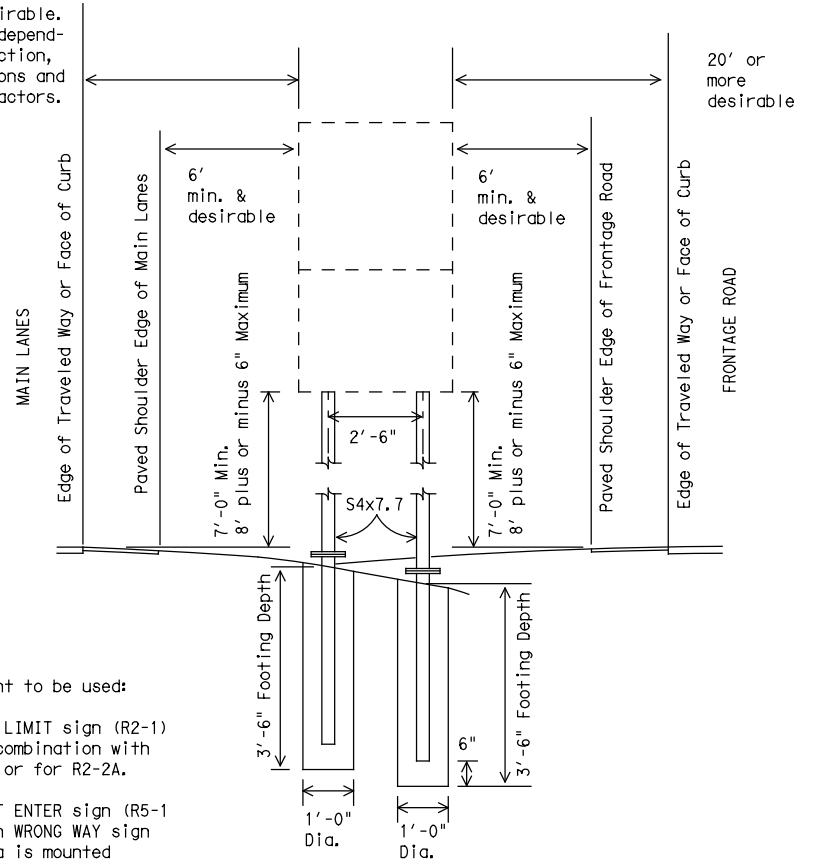 irable.
depend-
ction,
ons and
actors.
20' or
more
desirable
6'
min. &
desirable
6'
min. &
desirable
MAIN LANES
Edge of Traveled Way or Face of Curb
Paved Shoulder Edge of Main Lanes
7'-0" Min.
8' plus or minus 6" Maximum
2'-6"
S4x7.7
7'-0" Min.
8' plus or minus 6" Maximum
Paved Shoulder Edge of Frontage Road
Edge of Traveled Way or Face of Curb
FRONTAGE ROAD
3'-6" Footing Depth
6"
3'-6" Footing Depth
1'-0"
Dia.
1'-0"
Dia.
nt to be used:
LIMIT sign (R2-1)
combination with
or for R2-2A.
T ENTER sign (R5-1
n WRONG WAY sign
a is mounted